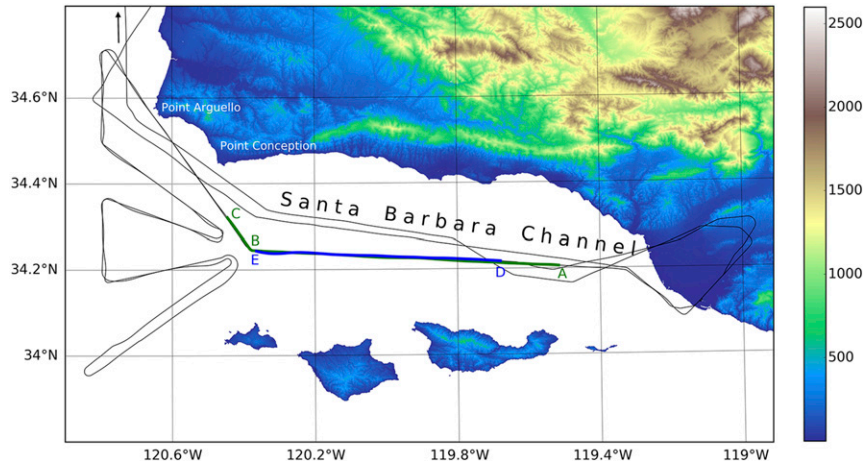 34.6°N
34.4°N
34.2°N
34°N
120.6°W
120.2°W
119.8°W
119.4°W
119°W
Point Arguello
Point Conception
Santa Barbara Channel
C
B
E
D
A
2500
2000
1500
1000
500